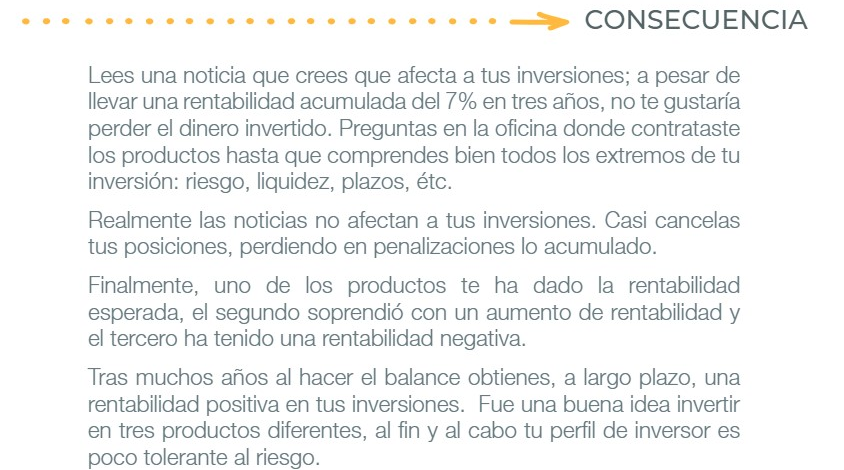 CONSECUENCIA
Lees una noticia que crees que afecta a tus inversiones; a pesar de
llevar una rentabilidad acumulada del 7% en tres años, no te gustaría
perder el dinero invertido. Preguntas en la oficina donde contrataste
los productos hasta que comprendes bien todos los extremos de tu
inversión: riesgo, liquidez, plazos, étc.
Realmente las noticias no afectan a tus inversiones. Casi cancelas
tus posiciones, perdiendo en penalizaciones lo acumulado.
Finalmente, uno de los productos te ha dado la rentabilidad
esperada, el segundo soprendió con un aumento de rentabilidad y
el tercero ha tenido una rentabilidad negativa.
Tras muchos años al hacer el balance obtienes, a largo plazo, una
rentabilidad positiva en tus inversiones. Fue una buena idea invertir
en tres productos diferentes, al fin y al cabo tu perfil de inversor es
poco tolerante al riesgo.